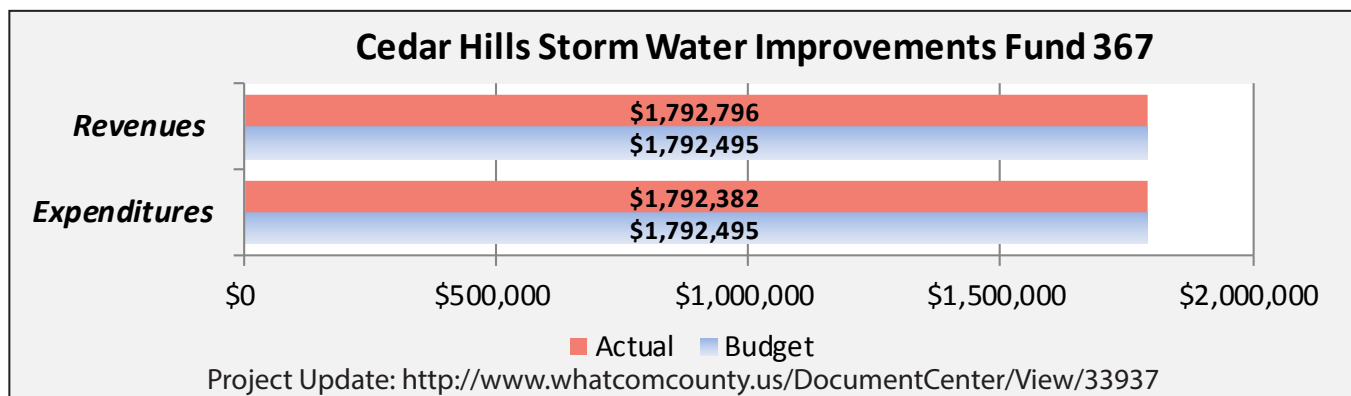 Cedar Hills Storm Water Improvements Fund 367
Revenues
$1,792,796
$1,792,495
Expenditures
$1,792,382
$1,792,495
$0 $500,000 $1,000,000 $1,500,000 $2,000,000
Actual Budget
Project Update: http://www.whatcomcounty.us/DocumentCenter/View/33937